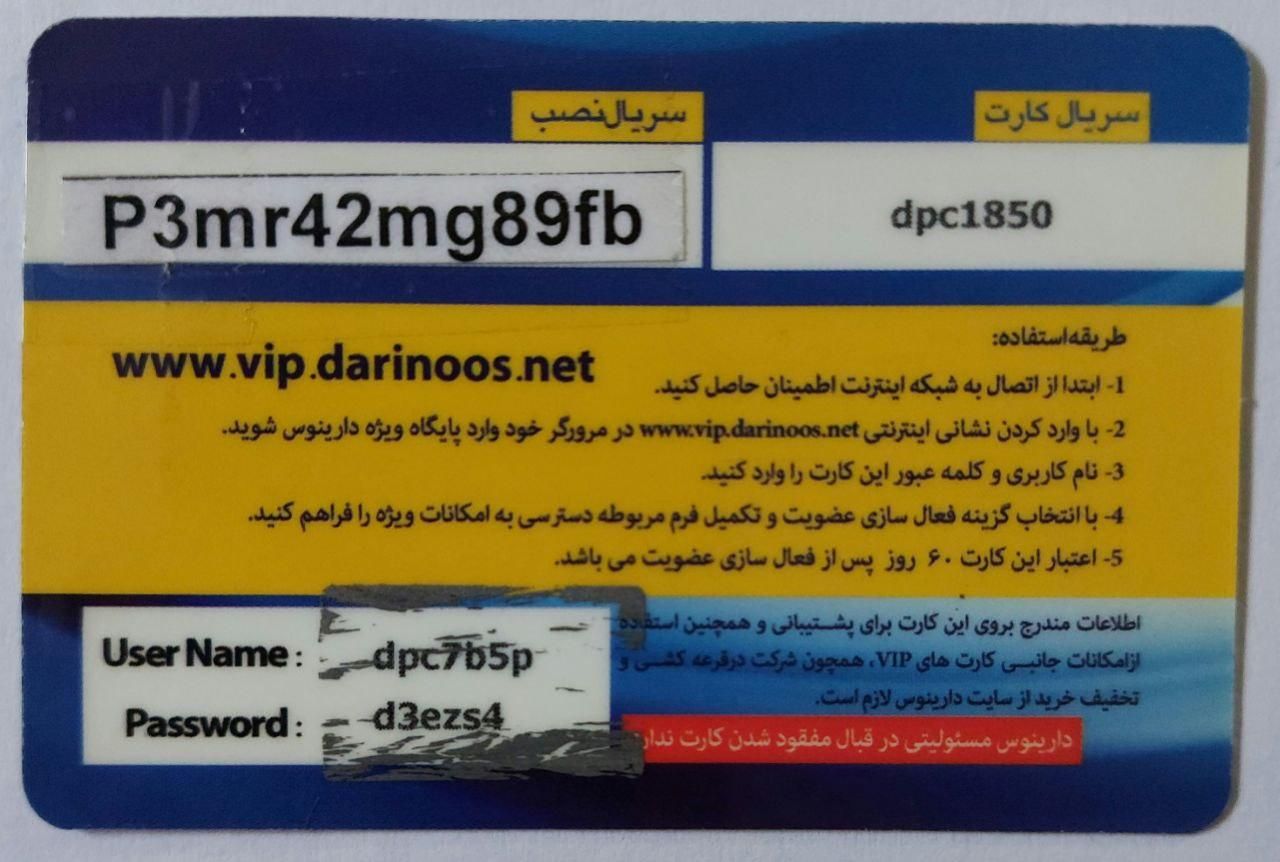 سریال کارت
سریال نصب
dpc1850
P3mr42mg89fb
طریقه استفاده:
www.vip.darinoos.net
1- ابتدا از اتصال به شبکه اینترنت اطمینان حاصل کنید.
2- با وارد کردن نشانی اینترنتی www.vip.darinoos.net در مرورگر خود وارد پایگاه ویژه دارینوس شوید.
3- نام کاربری و کلمه عبور این کارت را وارد کنید.
4- با انتخاب گزینه فعال سازی عضویت و تکمیل فرم مربوطه دسترسی به امکانات ویژه را فراهم کنید.
5- اعتبار این کارت ۶۰ روز پس از فعال سازی عضویت می باشد.
اطلاعات مندرج بروی این کارت برای پشتیبانی و همچنین استفاده
ازامکانات جانبی کارت های VIP، همچون شرکت درقرعه کشی و
تخفیف خرید از سایت دارینوس لازم است.
دارینوس مسئولیتی در قبال مفقود شدن کارت ندار
User Name : dpc7b5p
Password : d3ezs4